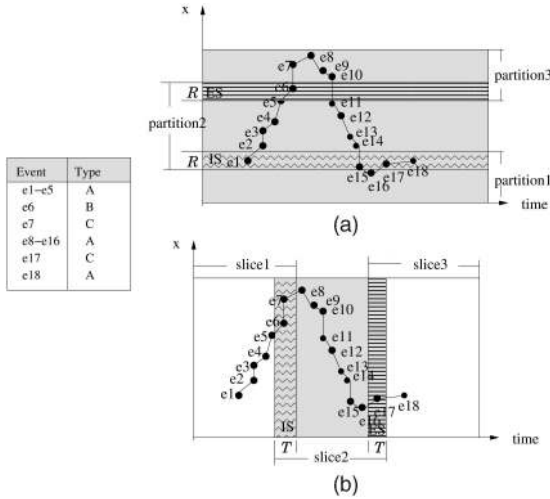 x
e8
e7
e9
e10
partition3
R
ES
e6
e5
e11
partition2
e4
e12
e3
e13
e2
e14
R
IS
e1
e15
e17
e18
e16
partition1
time
(a)
Event Type
e1-e5 A
e6 B
e7 C
e8-e16 A
e17 C
e18 A
x
slice1
slice3
e8
e7
e9
e10
e6
e5
e11
e4
e12
e3
e13
e2
e14
e1
e15
e17
e18
IS
time
T
T
slice2
(b)